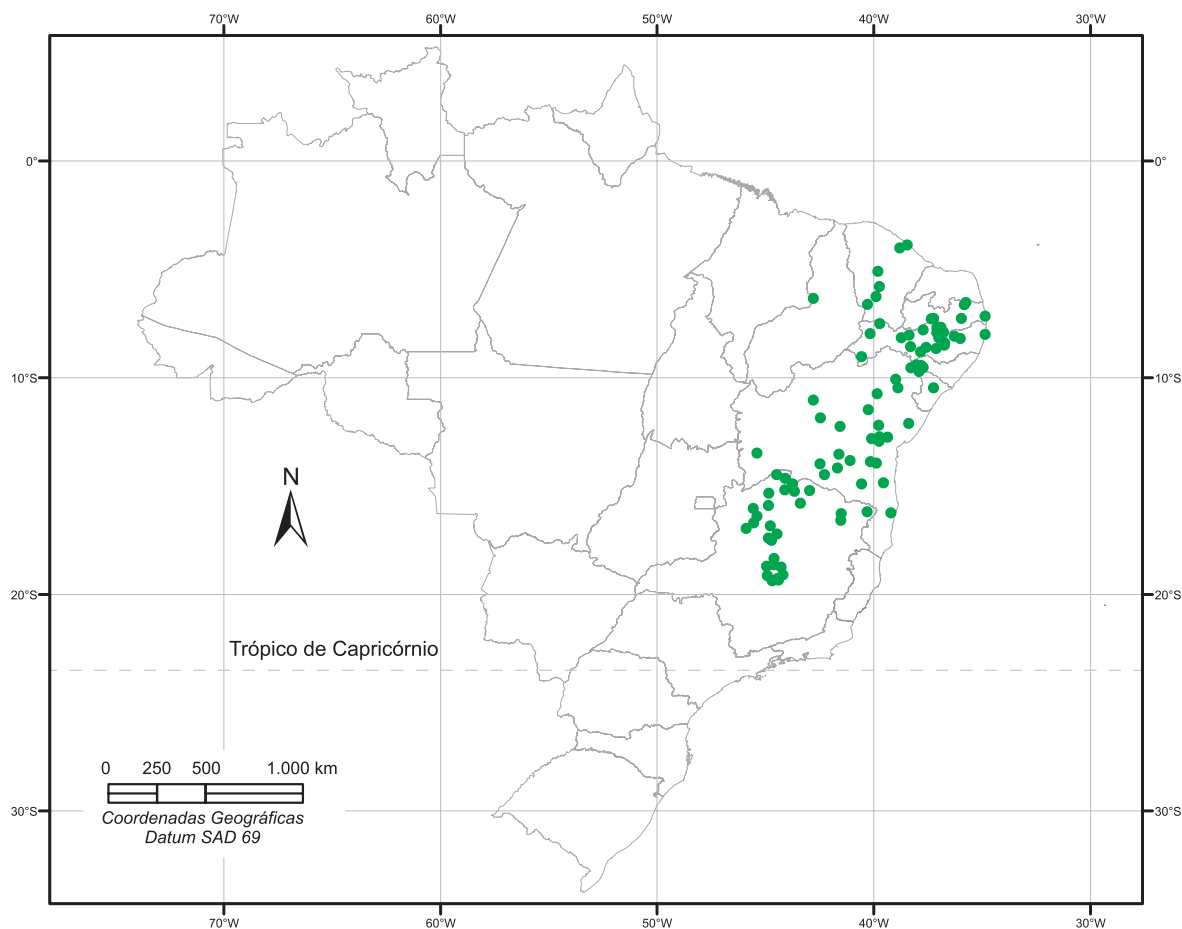 70°W 60°W 50°W 40°W 30°W
0° 0°
10°S 10°S
N
20°S 20°S
Trópico de Capricórnio
0 250 500 1.000 km
30°S 30°S
Coordenadas Geográficas
Datum SAD 69
70°W 60°W 50°W 40°W 30°W